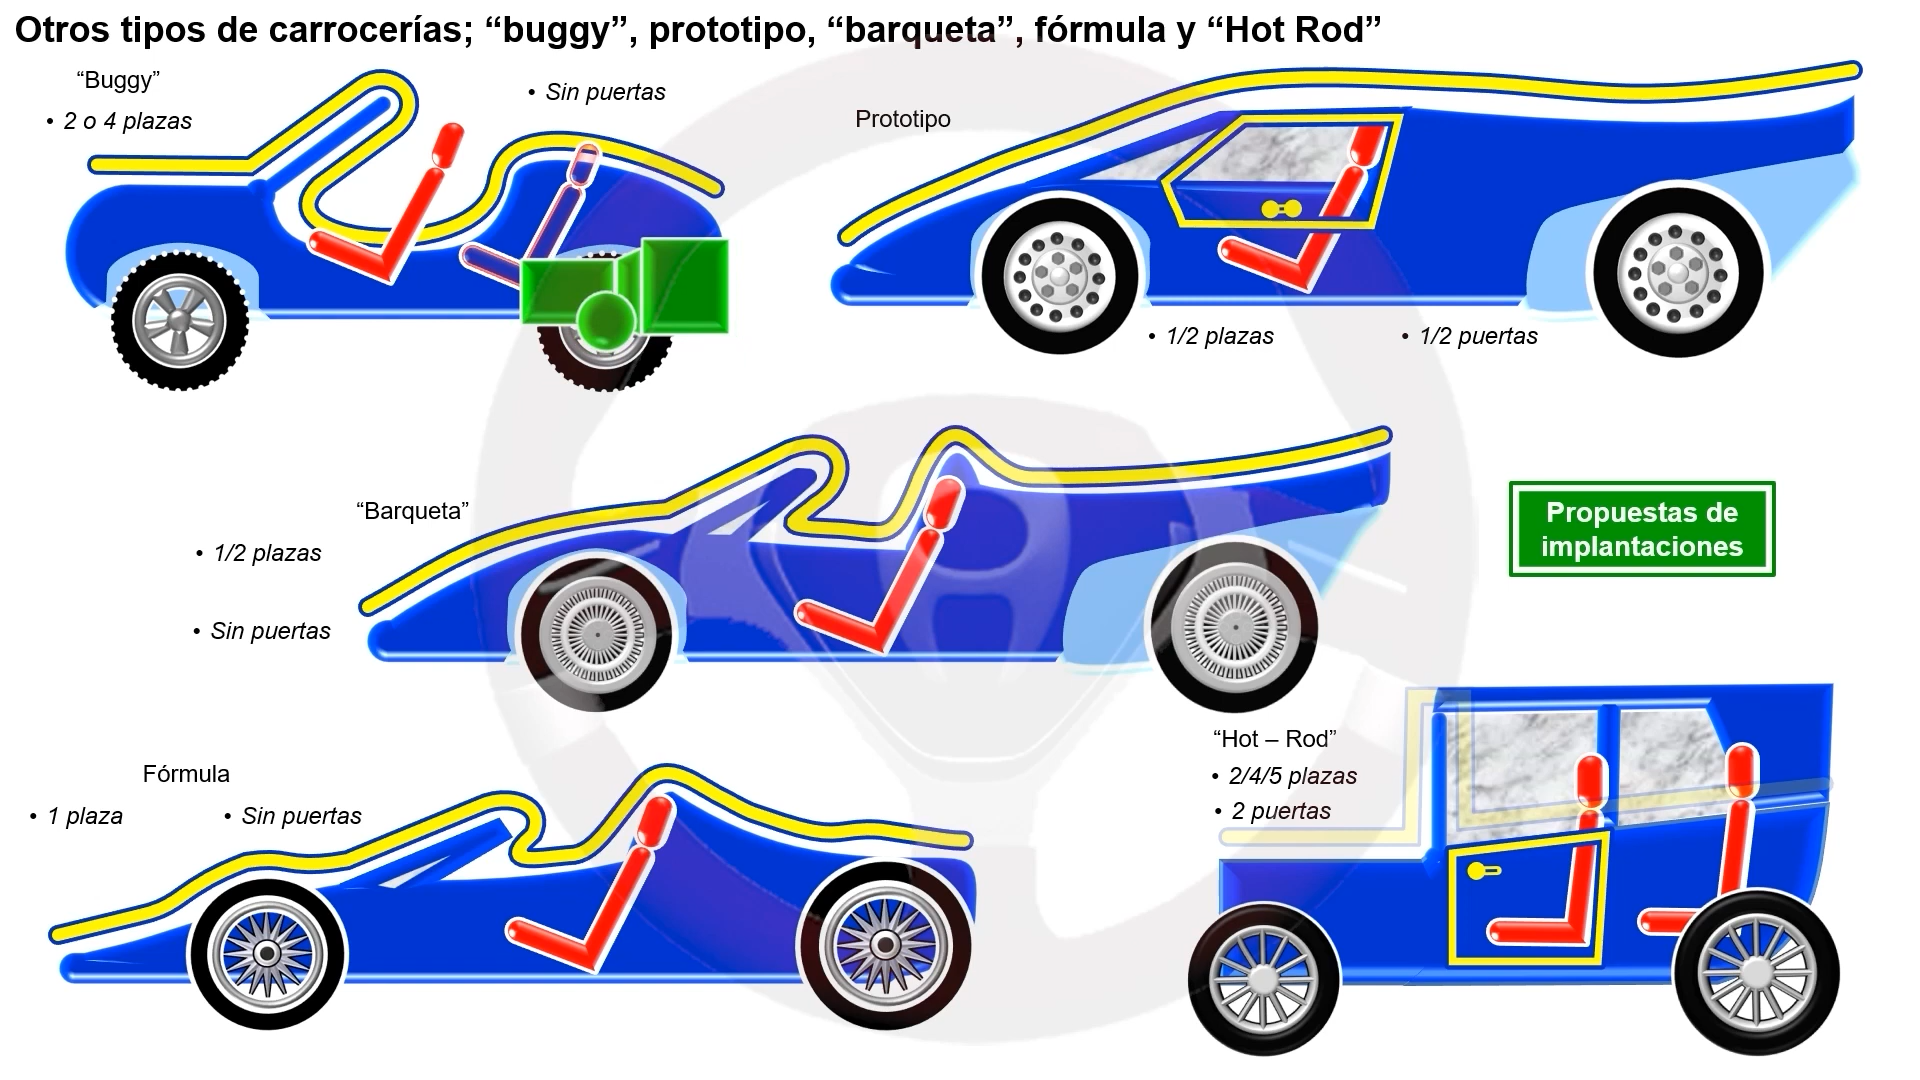 Otros tipos de carrocerías; “buggy”, prototipo, “barqueta”, fórmula y “Hot Rod”
“Buggy”
• 2 o 4 plazas
• Sin puertas
Prototipo
• 1/2 plazas
• 1/2 puertas
“Barqueta”
• 1/2 plazas
• Sin puertas
Propuestas de
implantaciones
Fórmula
• 1 plaza
• Sin puertas
“Hot – Rod”
• 2/4/5 plazas
• 2 puertas